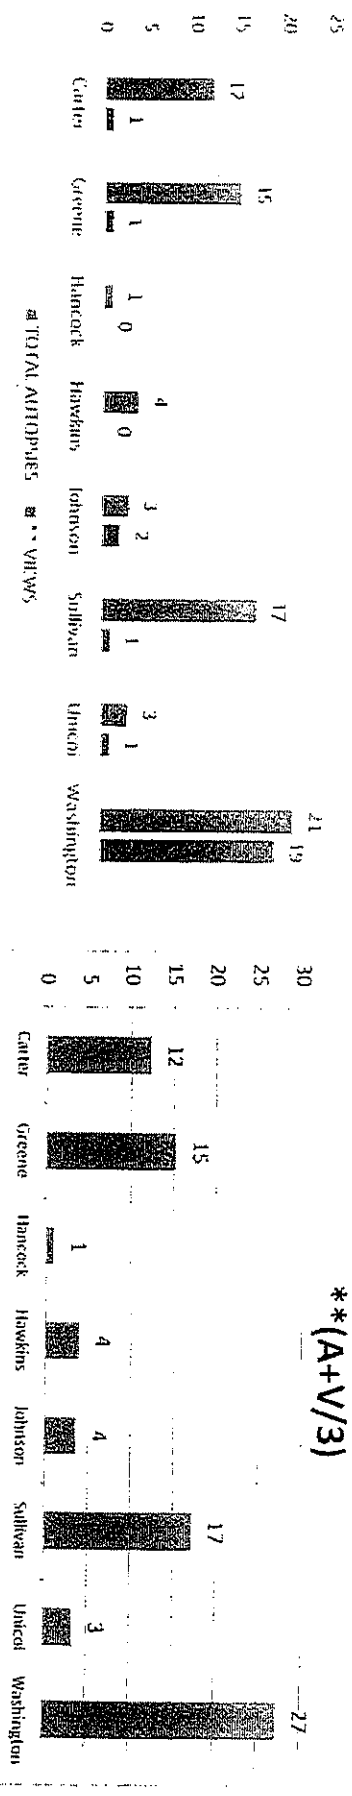 25
20
15
10
5
0
12 1 15 1 1 0 4 0 3 2 17 1 3 1 21 19
Carter Greene Hancock Hawkins Johnson Sullivan Unicoi Washington
TOTAL AUTOPSIES ** VIEWS
**(A+V/3)
30
25
20
15
10
5
0
12 15 1 4 4 17 3 27
Carter Greene Hancock Hawkins Johnson Sullivan Unicoi Washington